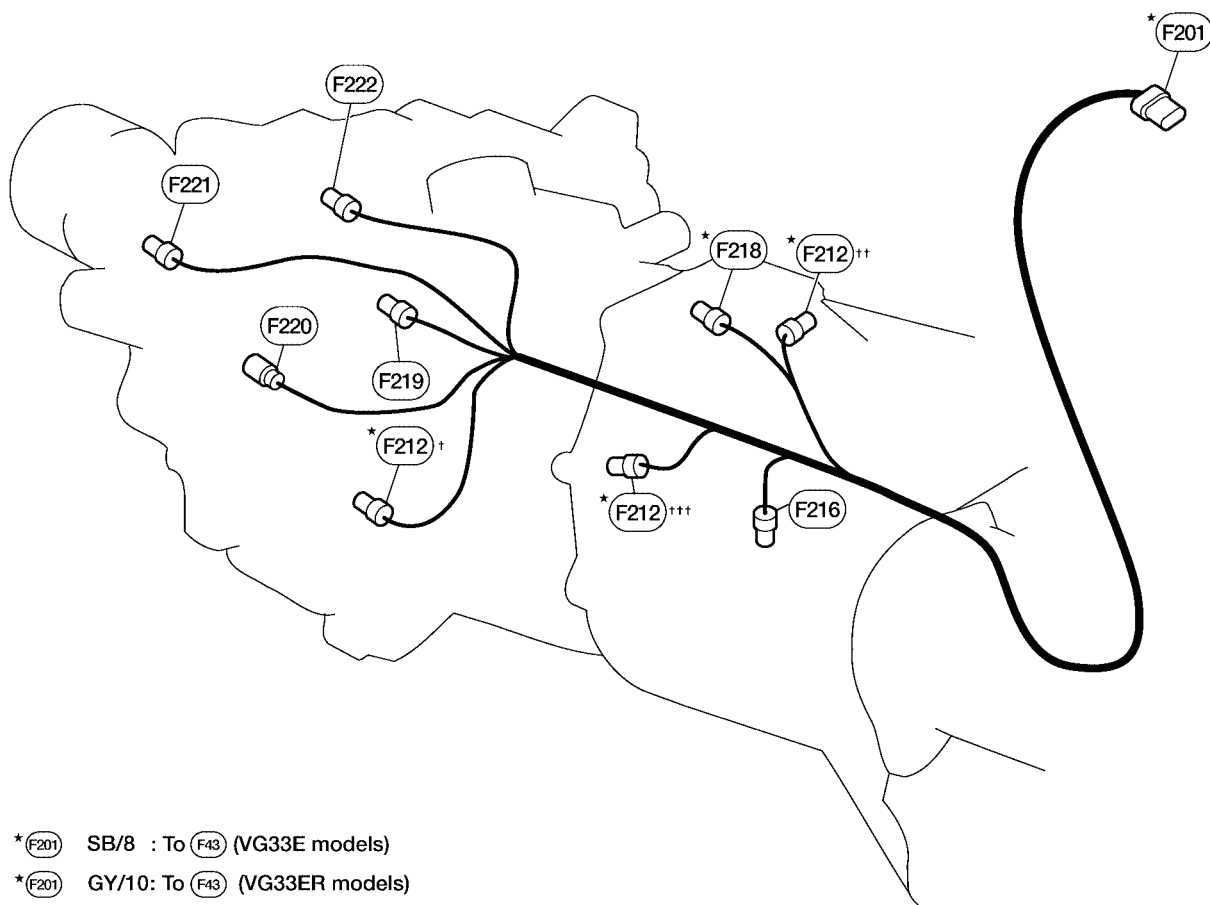 ★ F201
F222
F221
★ F218
★ F212 ††
F220
F219
★ F212 †
★ F212 †††
F216
★ F201 SB/8 : To F43 (VG33E models)
★ F201 GY/10: To F43 (VG33ER models)